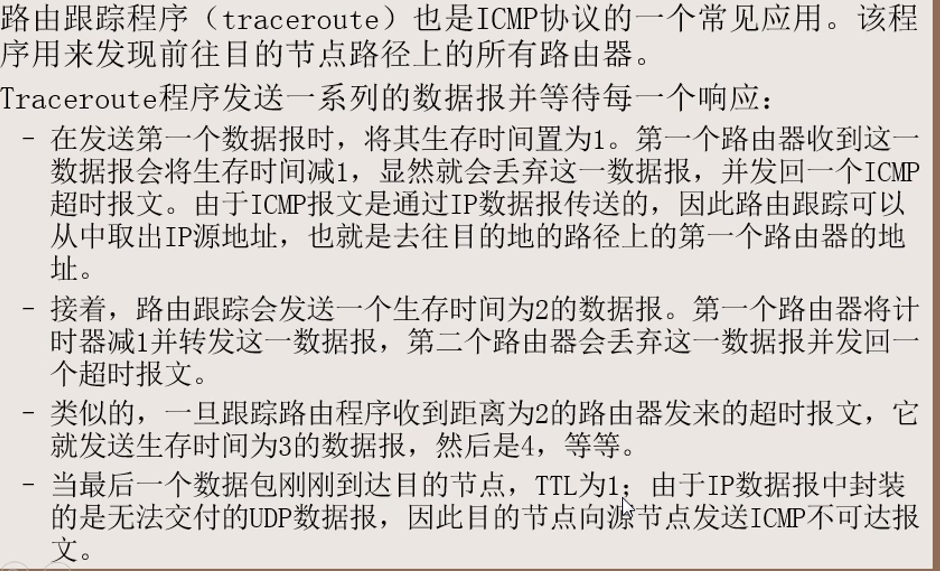 路由跟踪程序（traceroute）也是ICMP协议的一个常见应用。该程
序用来发现前往目的节点路径上的所有路由器。
Traceroute程序发送一系列的数据报并等待每一个响应：
– 在发送第一个数据报时，将其生存时间置为1。第一个路由器收到这一
数据报会将生存时间减1，显然就会丢弃这一数据报，并发回一个ICMP
超时报文。由于ICMP报文是通过IP数据报传送的，因此路由跟踪可以
从中取出IP源地址，也就是去往目的地的路径上的第一个路由器的地
址。
– 接着，路由跟踪会发送一个生存时间为2的数据报。第一个路由器将计
时器减1并转发这一数据报，第二个路由器会丢弃这一数据报并发回一
个超时报文。
– 类似的，一旦跟踪路由程序收到距离为2的路由器发来的超时报文，它
就发送生存时间为3的数据报，然后是4，等等。
– 当最后一个数据包刚刚到达目的节点，TTL为1；由于IP数据报中封装
的是无法交付的UDP数据报，因此目的节点向源节点发送ICMP不可达报
文。